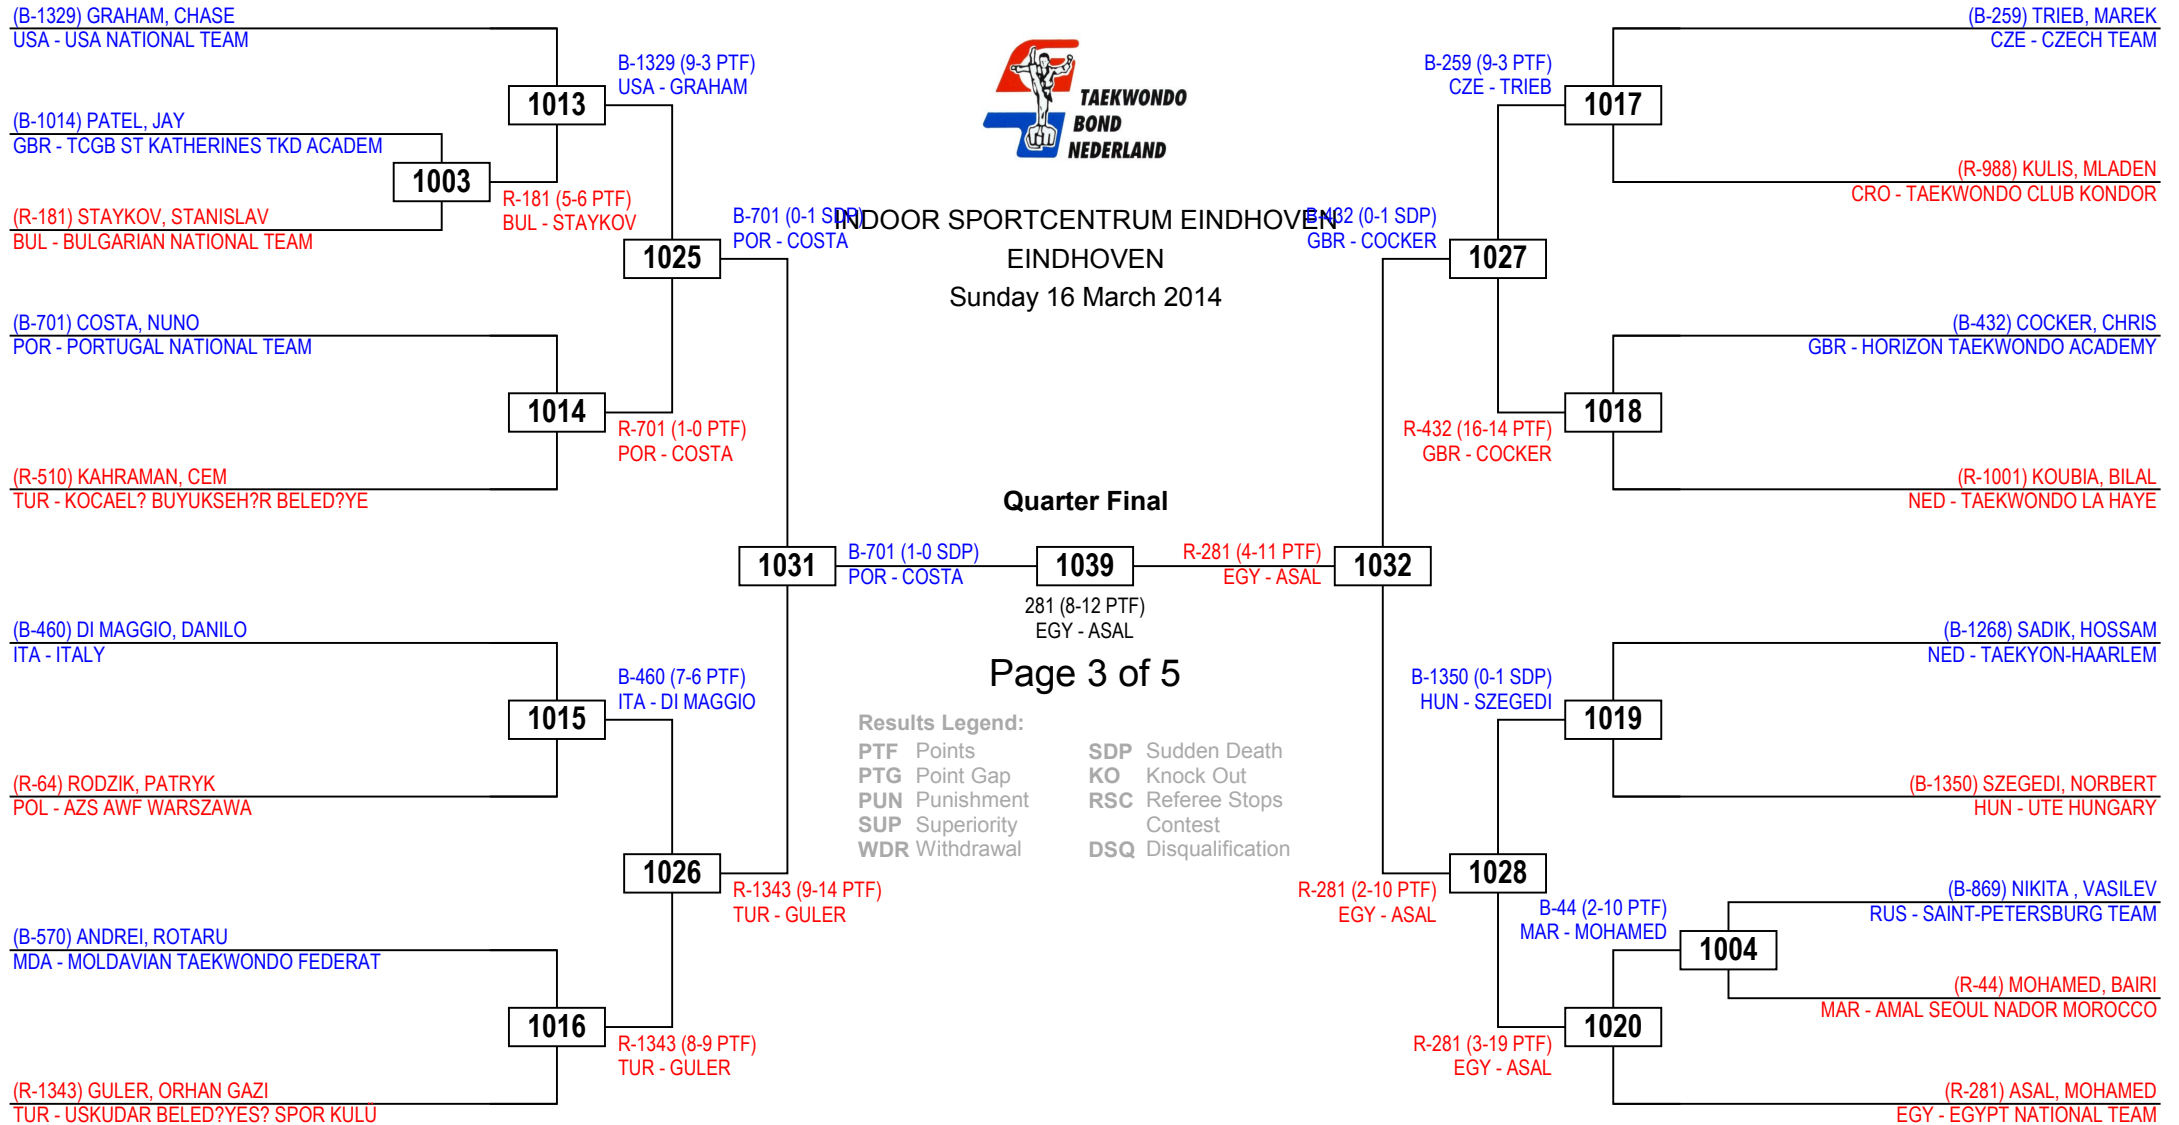 (B-1329) GRAHAM, CHASE
USA - USA NATIONAL TEAM
(B-1014) PATEL, JAY
GBR - TCGB ST KATHERINES TKD ACADEM
(R-181) STAYKOV, STANISLAV
BUL - BULGARIAN NATIONAL TEAM
(B-701) COSTA, NUNO
POR - PORTUGAL NATIONAL TEAM
(R-510) KAHRAMAN, CEM
TUR - KOCAEL? BUYUKSEH?R BELED?YE
(B-460) DI MAGGIO, DANILO
ITA - ITALY
(R-64) RODZIK, PATRYK
POL - AZS AWF WARSZAWA
(B-570) ANDREI, ROTARU
MDA - MOLDAVIAN TAEKWONDO FEDERAT
(R-1343) GULER, ORHAN GAZI
TUR - USKUDAR BELED?YES? SPOR KULÜ
1003
R-181 (5-6 PTF)
BUL - STAYKOV
1013
B-1329 (9-3 PTF)
USA - GRAHAM
1014
R-701 (1-0 PTF)
POR - COSTA
1015
B-460 (7-6 PTF)
ITA - DI MAGGIO
1016
R-1343 (8-9 PTF)
TUR - GULER
1025
B-701 (0-1 SDP)
POR - COSTA
1026
R-1343 (9-14 PTF)
TUR - GULER
1031
B-701 (1-0 SDP)
POR - COSTA
TAEKWONDO
BOND
NEDERLAND
INDOOR SPORTCENTRUM EINDHOVEN
EINDHOVEN
Sunday 16 March 2014
Quarter Final
1039
281 (8-12 PTF)
EGY - ASAL
Page 3 of 5
Results Legend:
PTF Points
PTG Point Gap
PUN Punishment
SUP Superiority
WDR Withdrawal
SDP Sudden Death
KO Knock Out
RSC Referee Stops
Contest
DSQ Disqualification
R-281 (4-11 PTF)
EGY - ASAL
1032
B-432 (0-1 SDP)
GBR - COCKER
1027
R-281 (2-10 PTF)
EGY - ASAL
1028
B-259 (9-3 PTF)
CZE - TRIEB
1017
R-432 (16-14 PTF)
GBR - COCKER
1018
B-1350 (0-1 SDP)
HUN - SZEGEDI
1019
R-281 (3-19 PTF)
EGY - ASAL
1020
B-44 (2-10 PTF)
MAR - MOHAMED
1004
(B-259) TRIEB, MAREK
CZE - CZECH TEAM
(R-988) KULIS, MLADEN
CRO - TAEKWONDO CLUB KONDOR
(B-432) COCKER, CHRIS
GBR - HORIZON TAEKWONDO ACADEMY
(R-1001) KOUBIA, BILAL
NED - TAEKWONDO LA HAYE
(B-1268) SADIK, HOSSAM
NED - TAEKYON-HAARLEM
(B-1350) SZEGEDI, NORBERT
HUN - UTE HUNGARY
(B-869) NIKITA , VASILEV
RUS - SAINT-PETERSBURG TEAM
(R-44) MOHAMED, BAIRI
MAR - AMAL SEOUL NADOR MOROCCO
(R-281) ASAL, MOHAMED
EGY - EGYPT NATIONAL TEAM